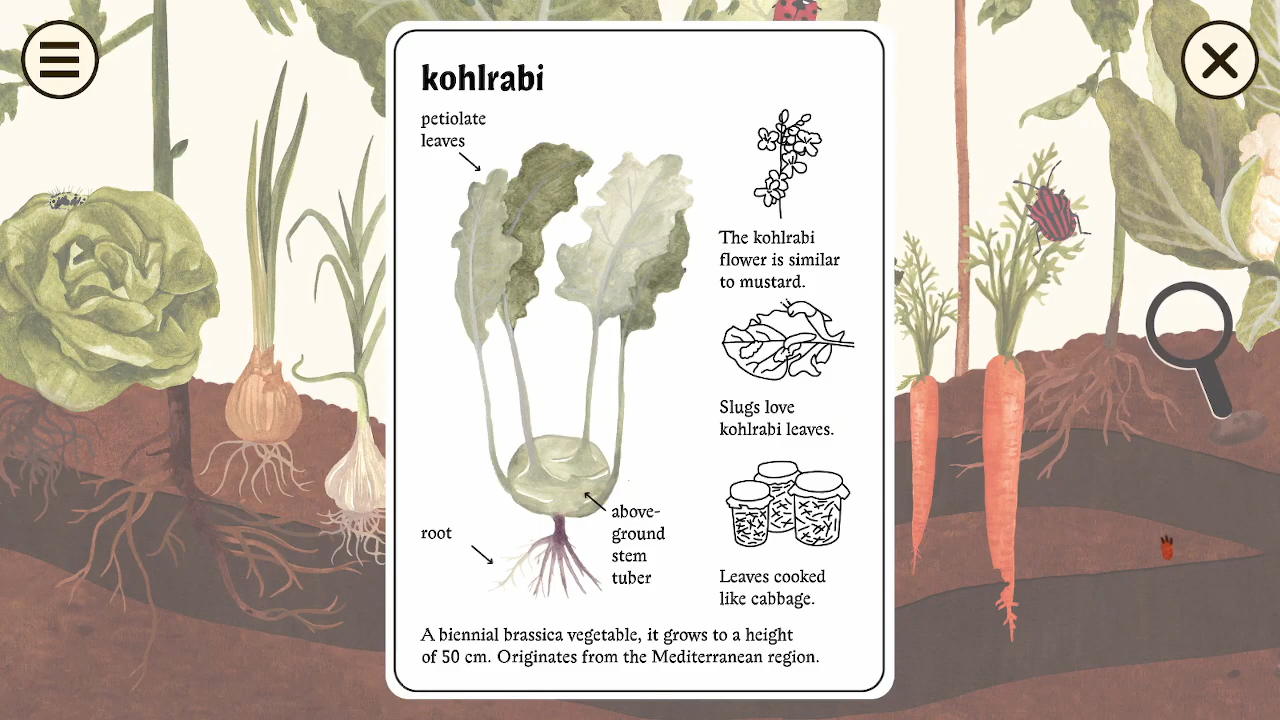 kohlrabi
petiolate
leaves
root
above-
ground
stem
tuber
The kohlrabi
flower is similar
to mustard.
Slugs love
kohlrabi leaves.
Leaves cooked
like cabbage.
A biennial brassica vegetable, it grows to a height
of 50 cm. Originates from the Mediterranean region.